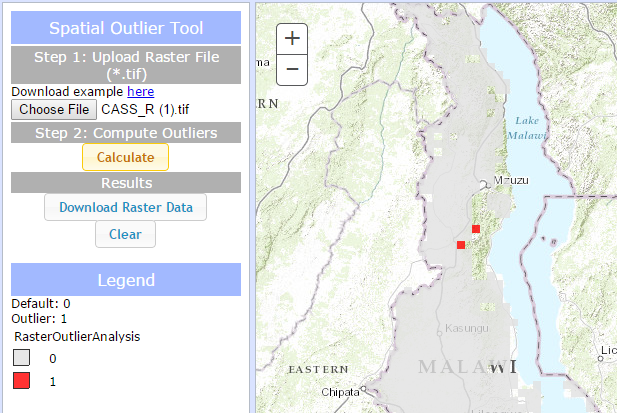 Spatial Outlier Tool
Step 1: Upload Raster File
(*.tif)
Download example here
Choose File CASS_R (1).tif
Step 2: Compute Outliers
Calculate
Results
Download Raster Data
Clear
Legend
Default: 0
Outlier: 1
RasterOutlierAnalysis
0
1
+
−
ma
ERN
Lake
Malawi
Mzuzu
Kasungu
MALAWI
EASTERN
Chipata
Lic